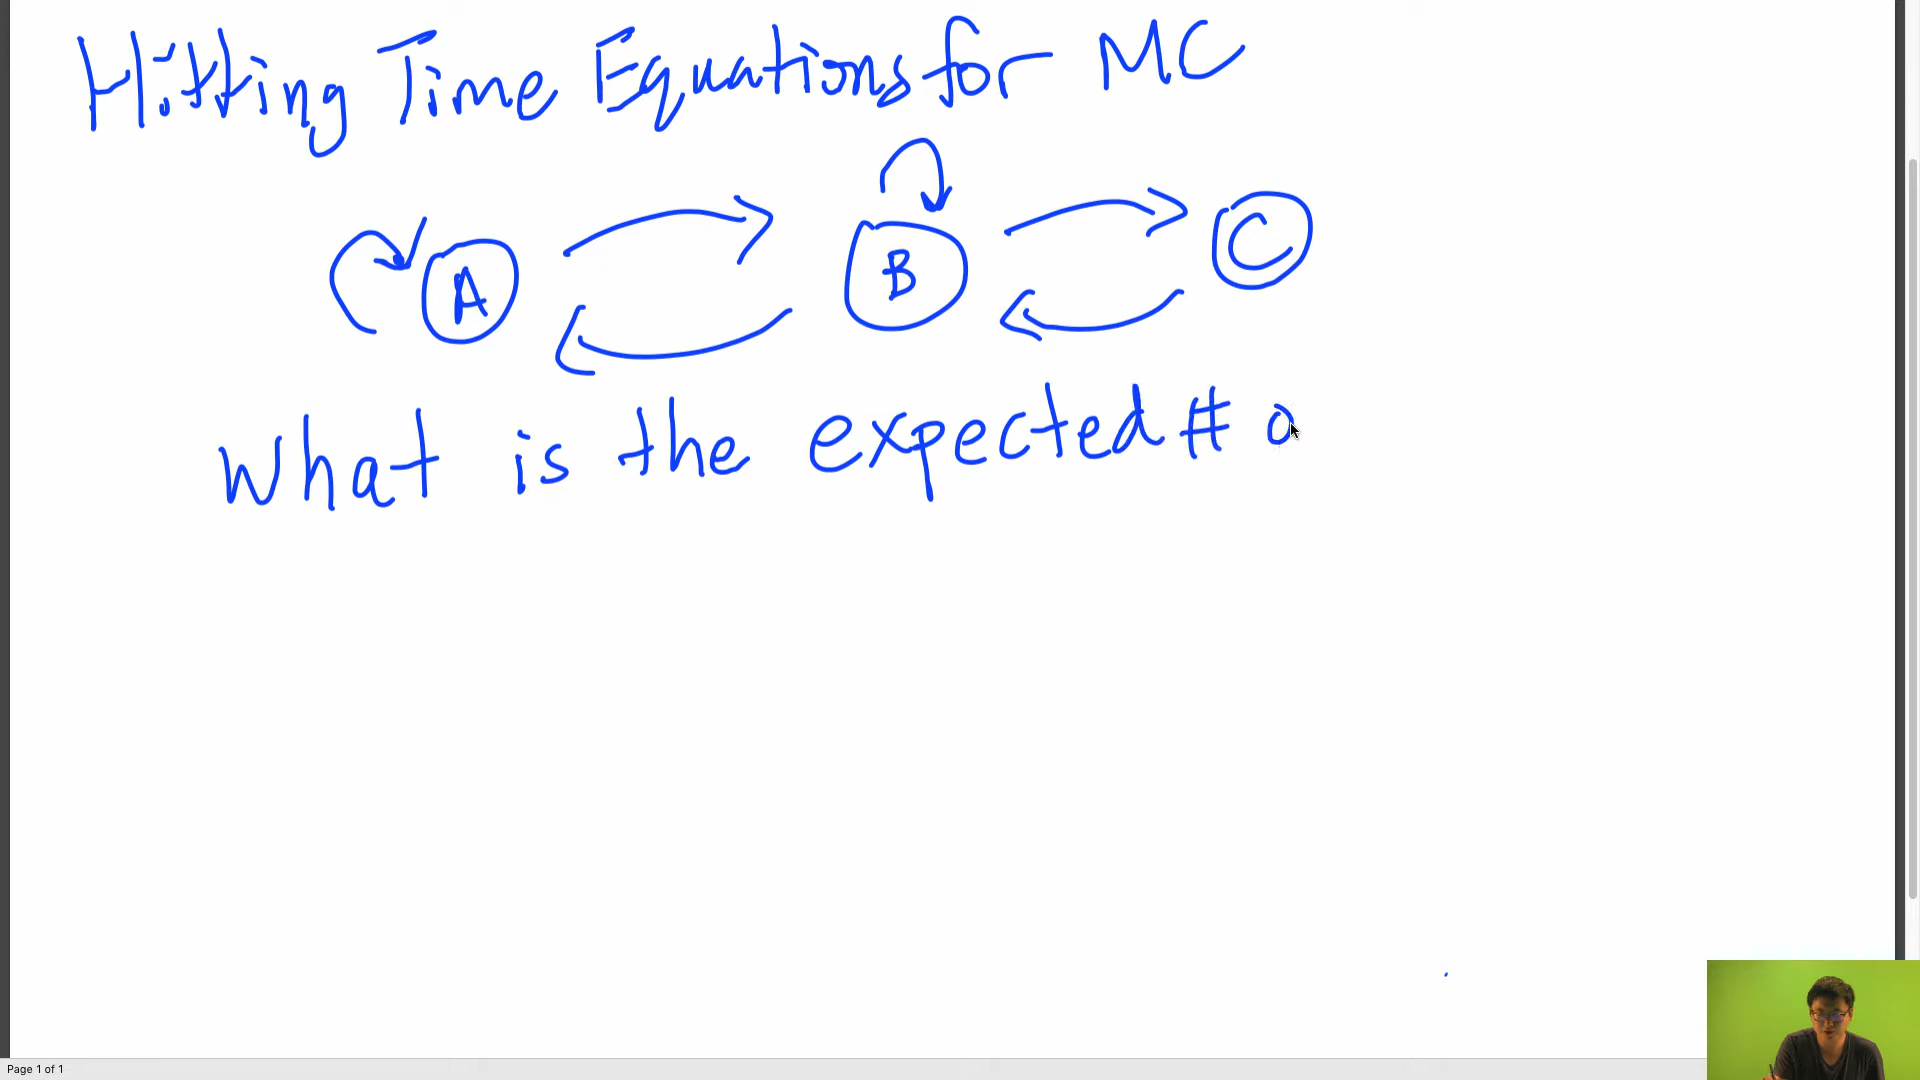 Hitting Time Equations for MC
A B C
What is the expected # o
Page 1 of 1